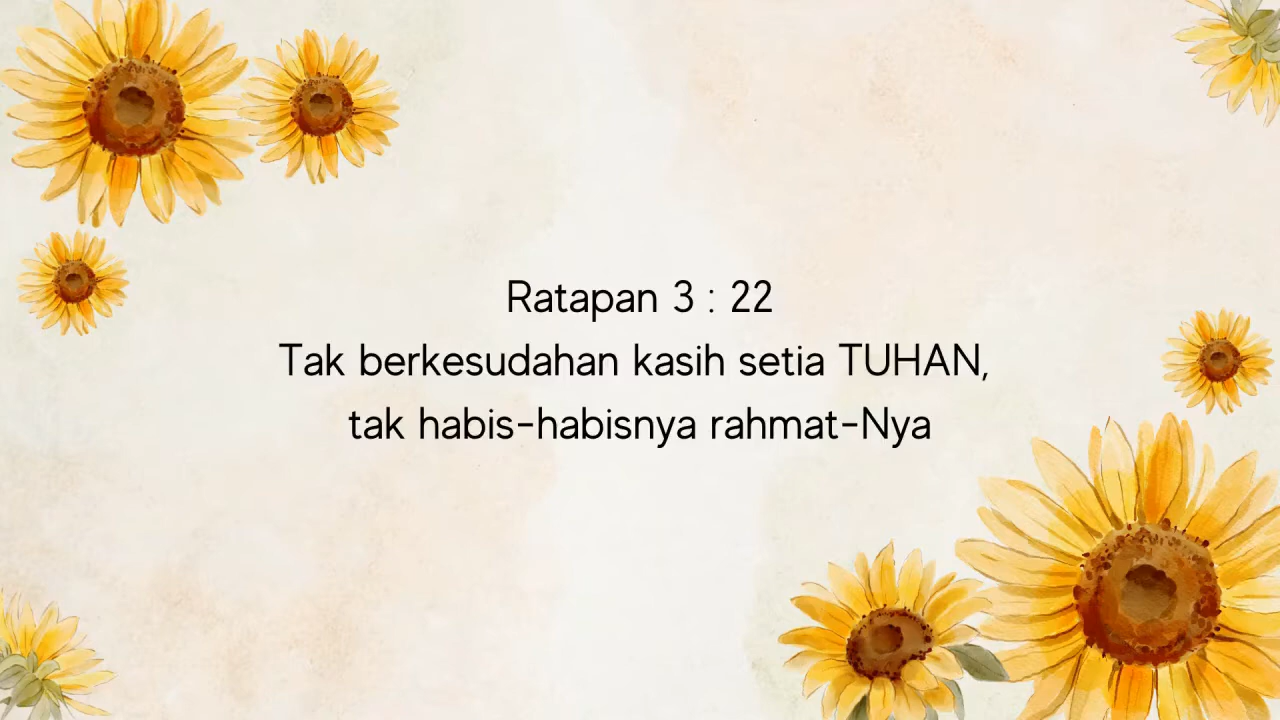 Ratapan 3 : 22
Tak berkesudahan kasih setia TUHAN,
tak habis-habisnya rahmat-Nya